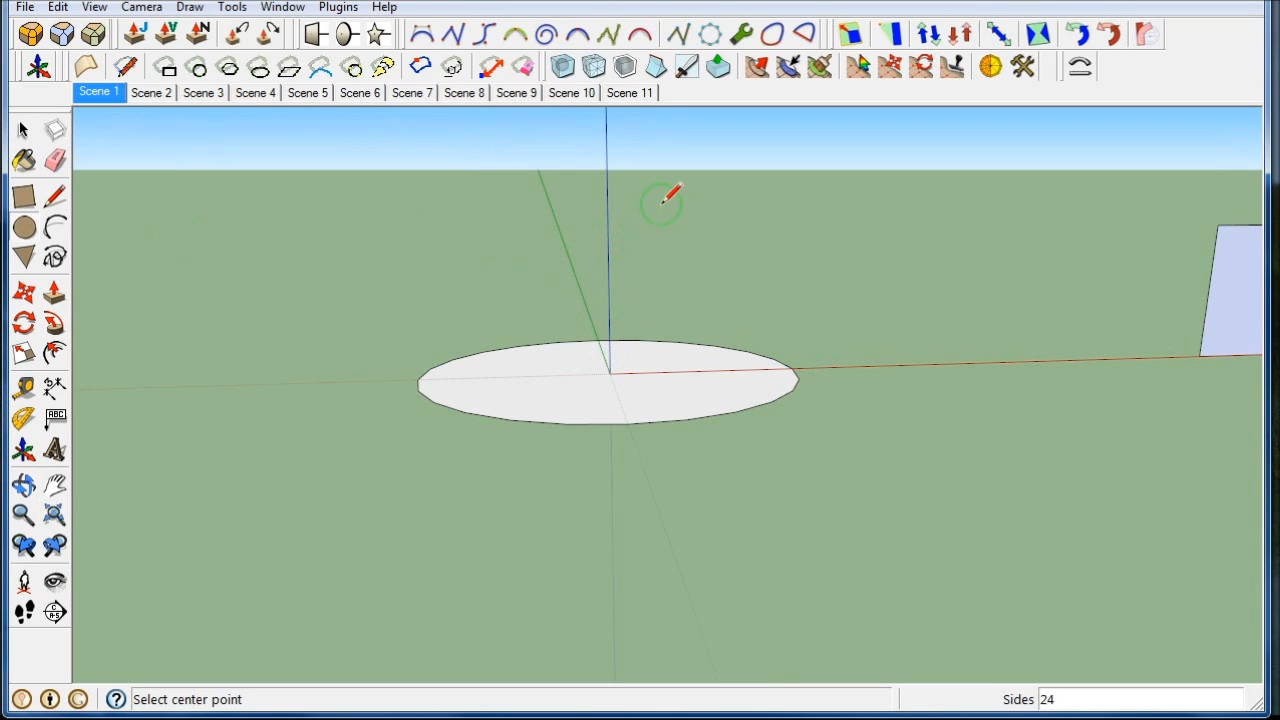 File Edit View Camera Draw Tools Window Plugins Help
J V N
Scene 1 Scene 2 Scene 3 Scene 4 Scene 5 Scene 6 Scene 7 Scene 8 Scene 9 Scene 10 Scene 11
ABC
A
Select center point Sides 24